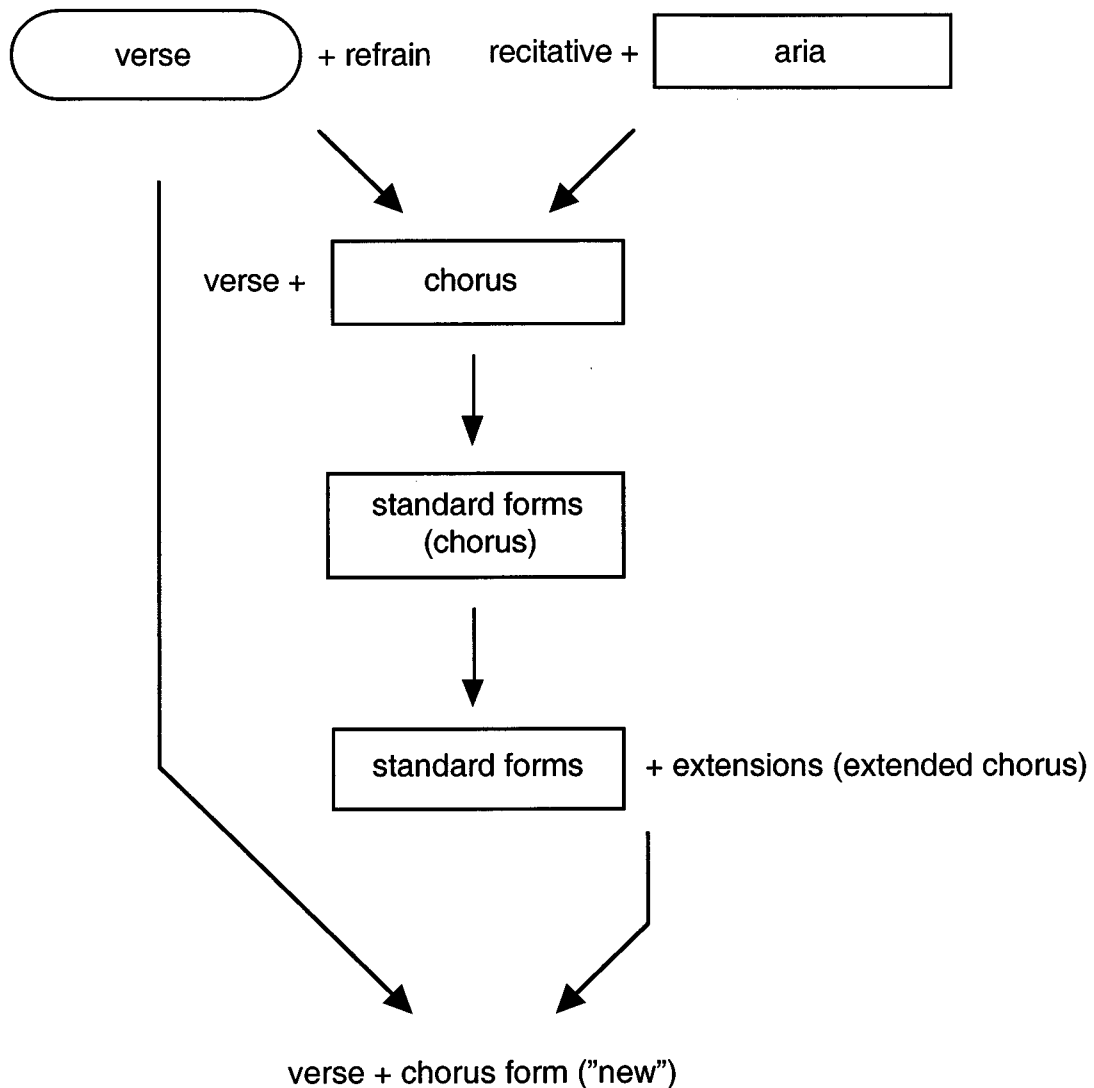 verse + refrain recitative + aria
verse + chorus
standard forms
(chorus)
standard forms + extensions (extended chorus)
verse + chorus form ("new")